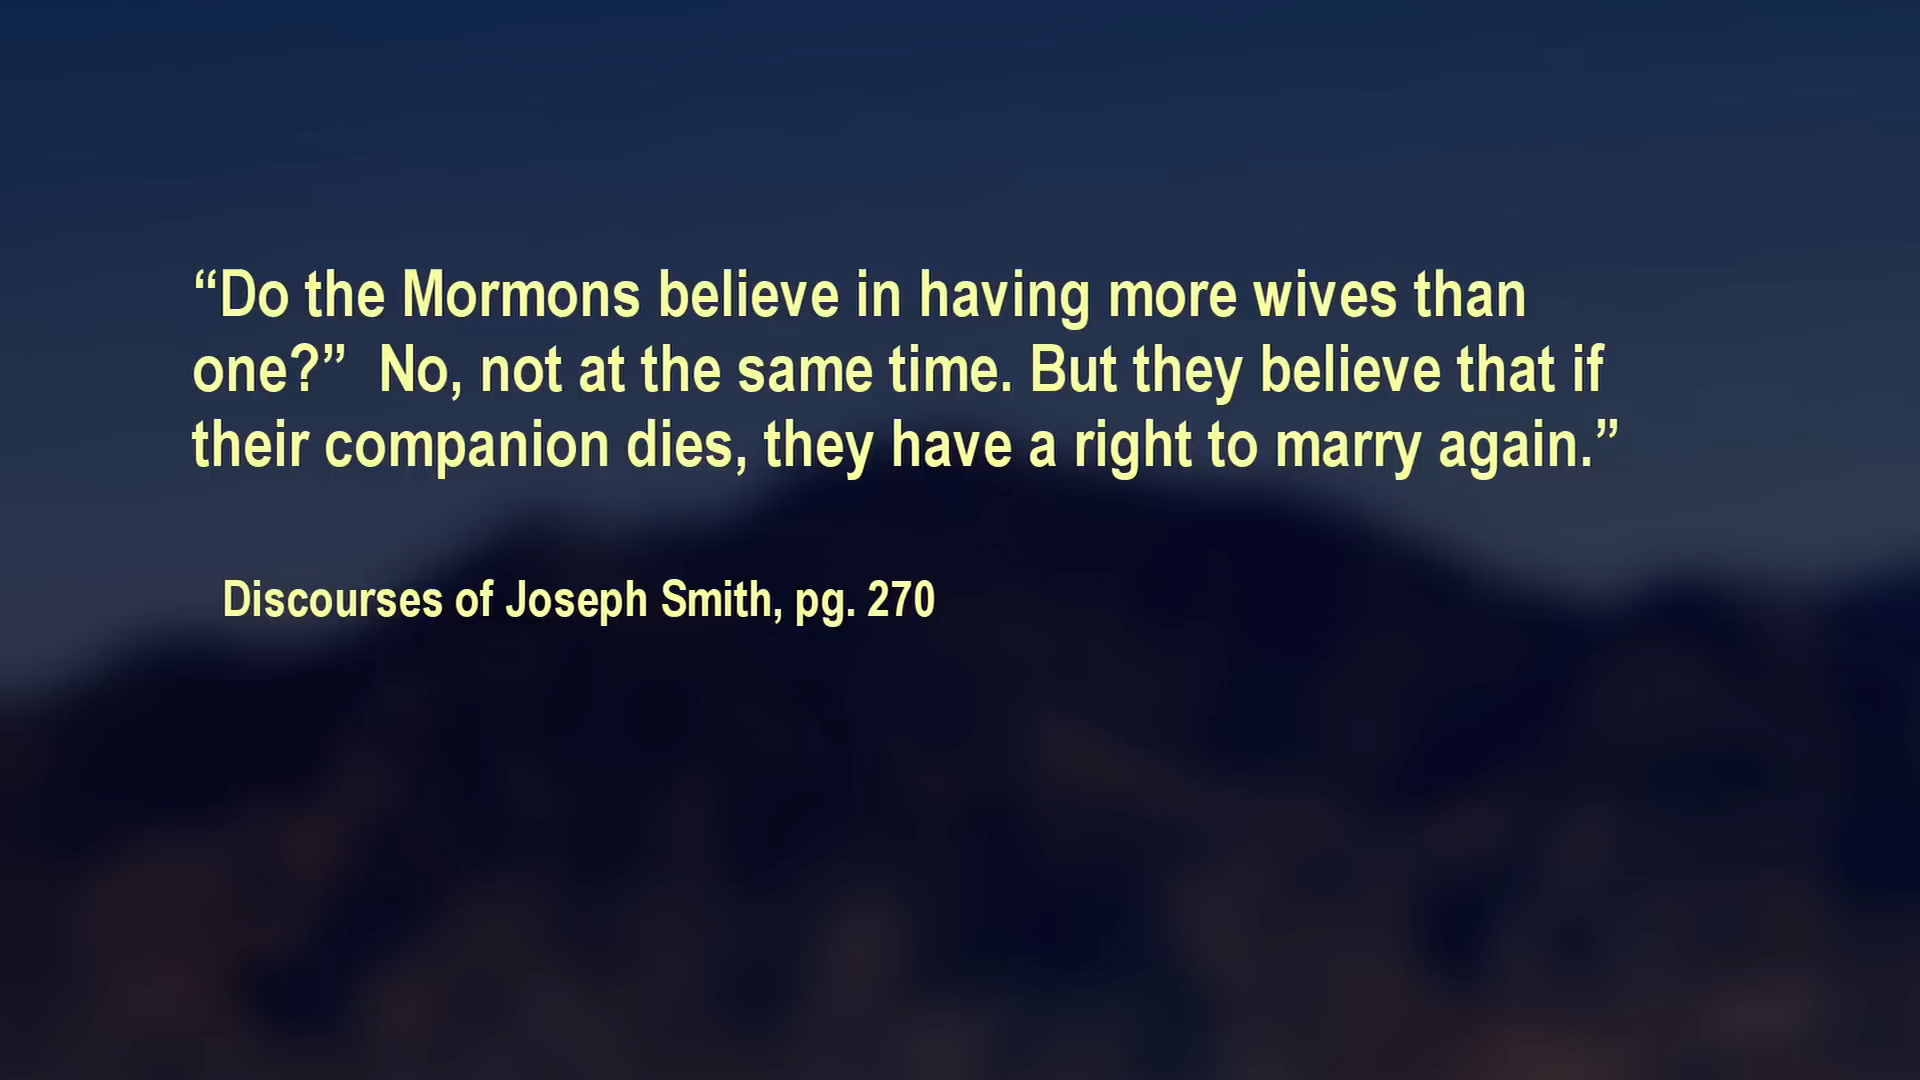 “Do the Mormons believe in having more wives than
one?”  No, not at the same time. But they believe that if
their companion dies, they have a right to marry again.”
Discourses of Joseph Smith, pg. 270